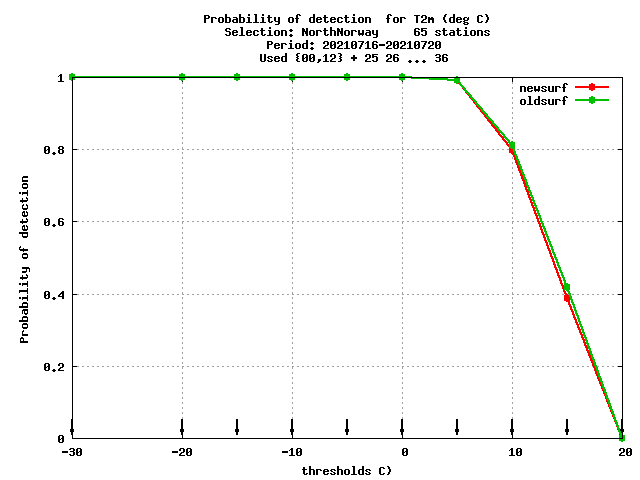 Probability of detection  for T2m (deg C)
Selection: NorthNorway     65 stations
Period: 20210716-20210720
Used {00,12} + 25 26 ... 36
newsurf
oldsurf
Probability of detection
1
0.8
0.6
0.4
0.2
0
-30
-20
-10
0
10
20
thresholds C)